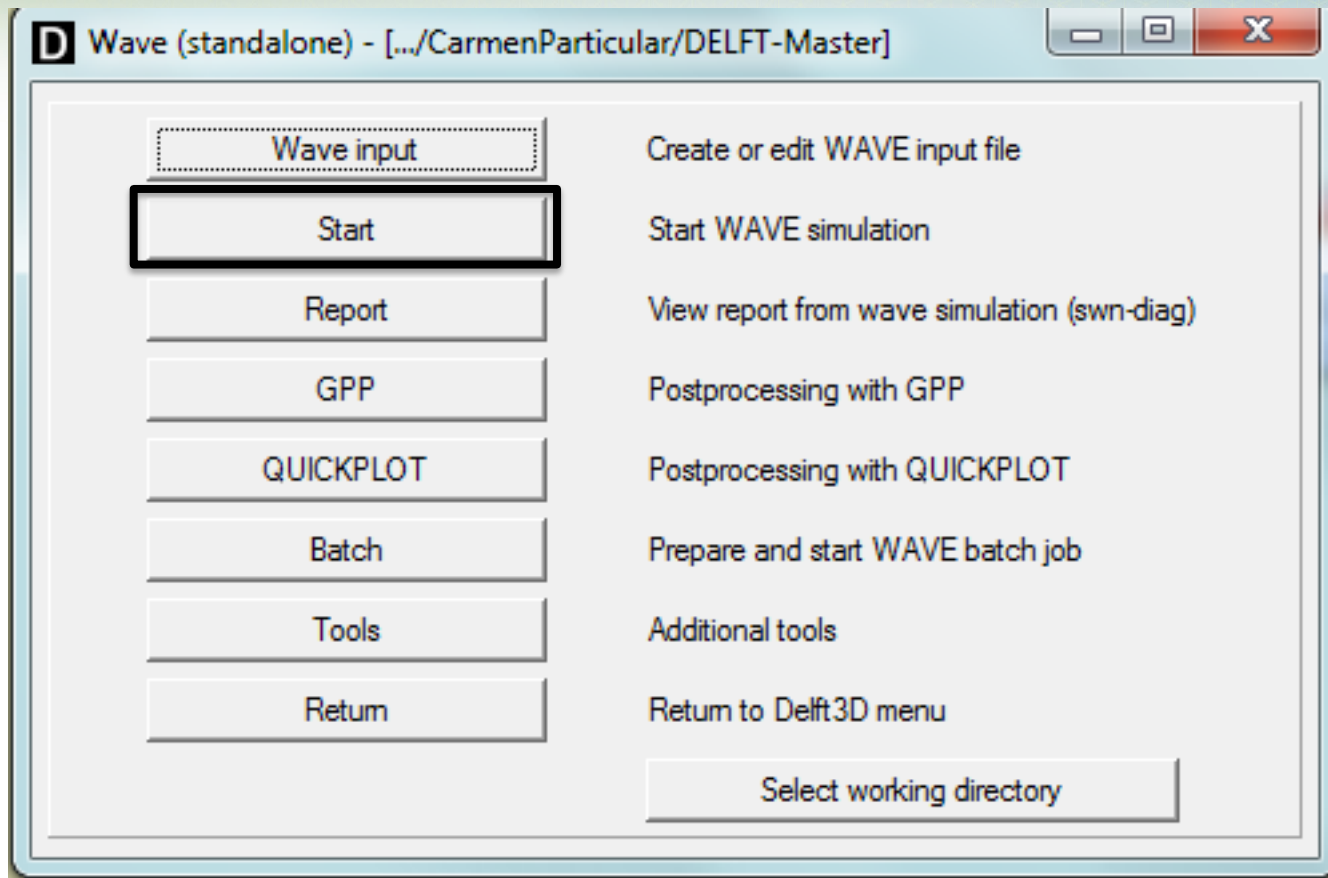 D Wave (standalone) - [.../CarmenParticular/DELFT-Master]
Wave input Create or edit WAVE input file
Start Start WAVE simulation
Report View report from wave simulation (swn-diag)
GPP Postprocessing with GPP
QUICKPLOT Postprocessing with QUICKPLOT
Batch Prepare and start WAVE batch job
Tools Additional tools
Return Return to Delft3D menu
Select working directory